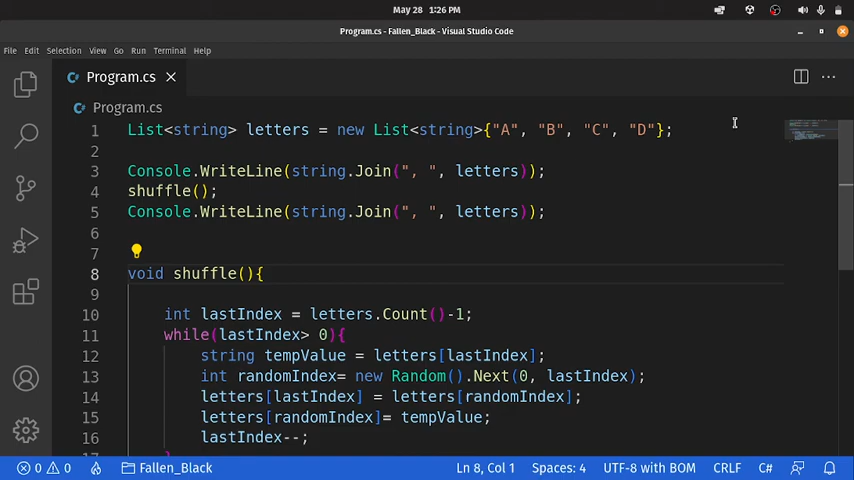 May 28 1:26 PM
Program.cs - Fallen_Black - Visual Studio Code
File Edit Selection View Go Run Terminal Help
Program.cs
Program.cs
1 List<string> letters = new List<string>{"A", "B", "C", "D"};
2
3 Console.WriteLine(string.Join(", ", letters));
4 shuffle();
5 Console.WriteLine(string.Join(", ", letters));
6
7
8 void shuffle(){
9
10 int lastIndex = letters.Count()-1;
11 while(lastIndex> 0){
12 string tempValue = letters[lastIndex];
13 int randomIndex= new Random().Next(0, lastIndex);
14 letters[lastIndex] = letters[randomIndex];
15 letters[randomIndex]= tempValue;
16 lastIndex--;
17 }
0 0 Fallen_Black Ln 8, Col 1 Spaces: 4 UTF-8 with BOM CRLF C#